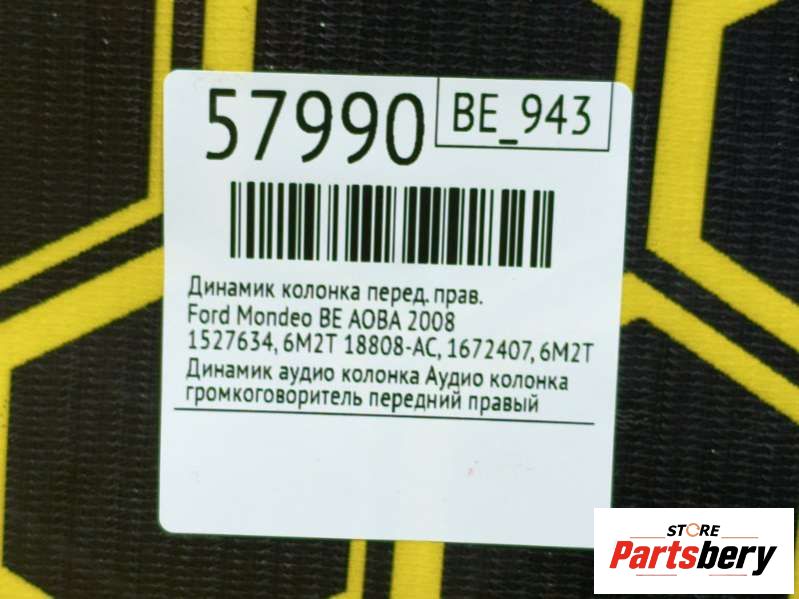 57990
BE_943
Динамик колонка перед. прав.
Ford Mondeo BE AOBA 2008
1527634, 6M2T 18808-AC, 1672407, 6M2T
Динамик аудио колонка Аудио колонка
громкоговоритель передний правый
STORE
Partsbery